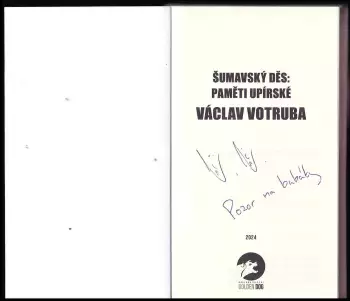 ŠUMAVSKÝ DĚS:
PAMĚTI UPÍRSKÉ
VÁCLAV VOTRUBA
V. V.
Pozor na bubáky
2024
GOLDEN DOG